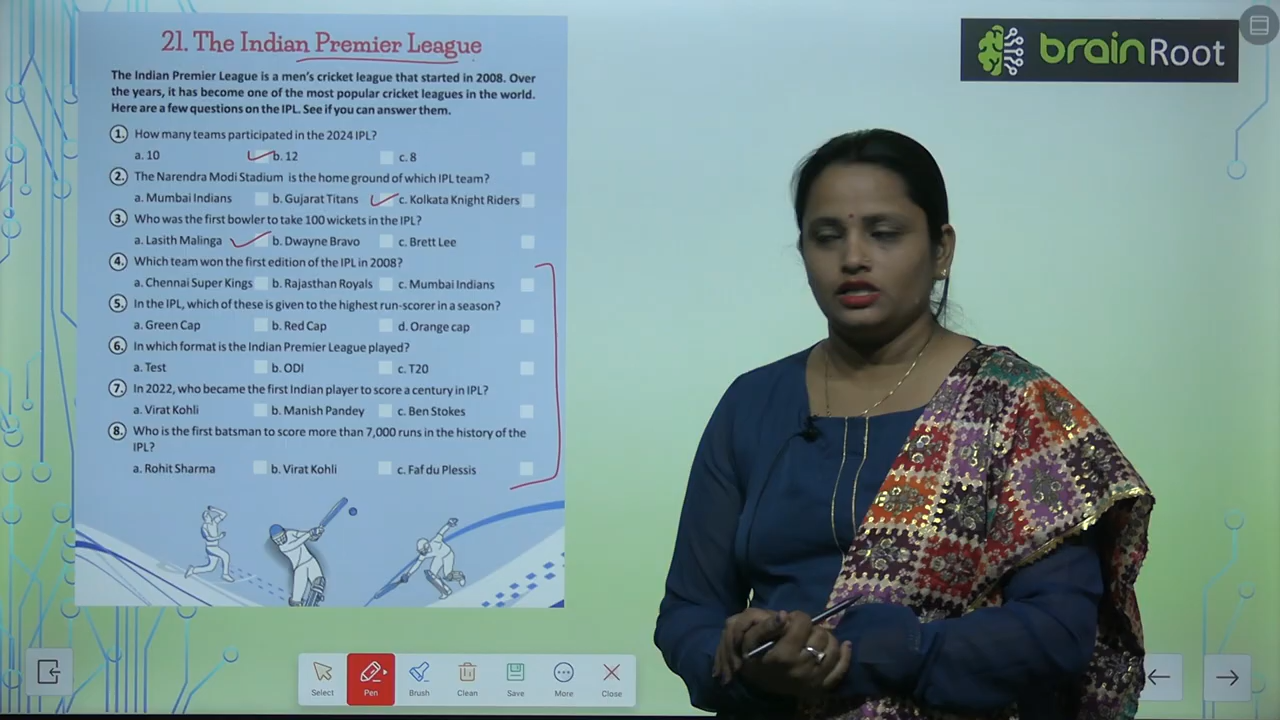 21. The Indian Premier League
brainRoot
The Indian Premier League is a men's cricket league that started in 2008. Over
the years, it has become one of the most popular cricket leagues in the world.
Here are a few questions on the IPL. See if you can answer them.
1. How many teams participated in the 2024 IPL?
a. 10 b. 12 c. 8
2. The Narendra Modi Stadium is the home ground of which IPL team?
a. Mumbai Indians b. Gujarat Titans c. Kolkata Knight Riders
3. Who was the first bowler to take 100 wickets in the IPL?
a. Lasith Malinga b. Dwayne Bravo c. Brett Lee
4. Which team won the first edition of the IPL in 2008?
a. Chennai Super Kings b. Rajasthan Royals c. Mumbai Indians
5. In the IPL, which of these is given to the highest run-scorer in a season?
a. Green Cap b. Red Cap d. Orange cap
6. In which format is the Indian Premier League played?
a. Test b. ODI c. T20
7. In 2022, who became the first Indian player to score a century in IPL?
a. Virat Kohli b. Manish Pandey c. Ben Stokes
8. Who is the first batsman to score more than 7,000 runs in the history of the
IPL?
a. Rohit Sharma b. Virat Kohli c. Faf du Plessis
Select Pen Brush Clean Save More Close